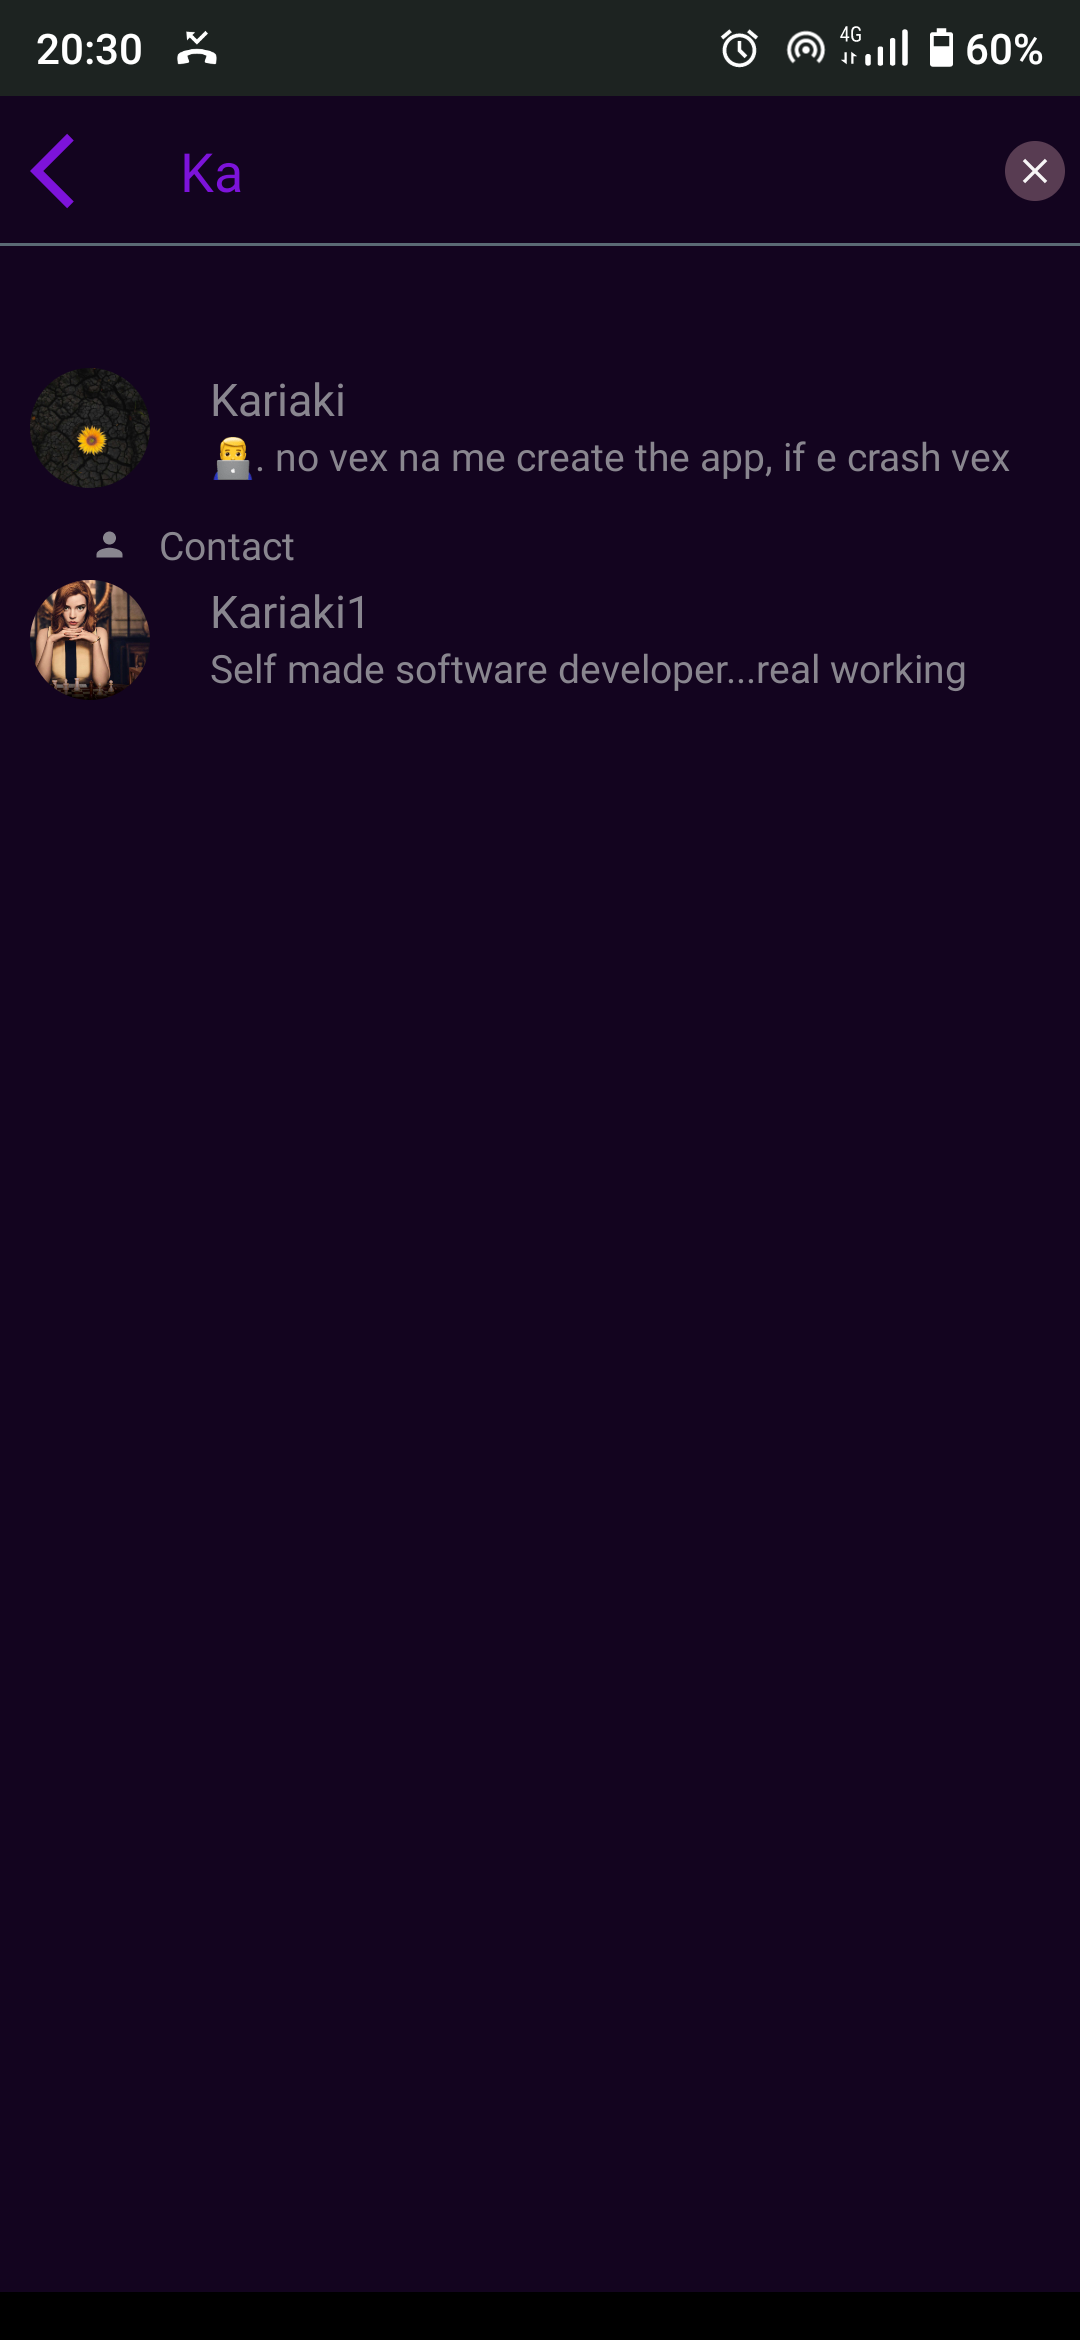 20:30 4G 60%
Ka
Kariaki
👨‍💻. no vex na me create the app, if e crash vex
Contact
Kariaki1
Self made software developer...real working